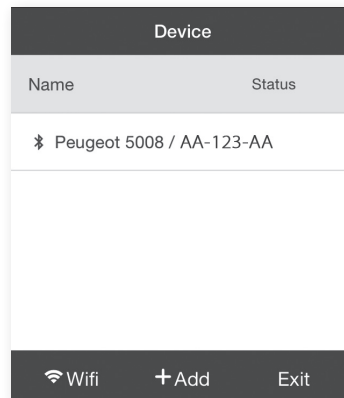 Device
Name Status
Peugeot 5008 / AA-123-AA
Wifi +Add Exit